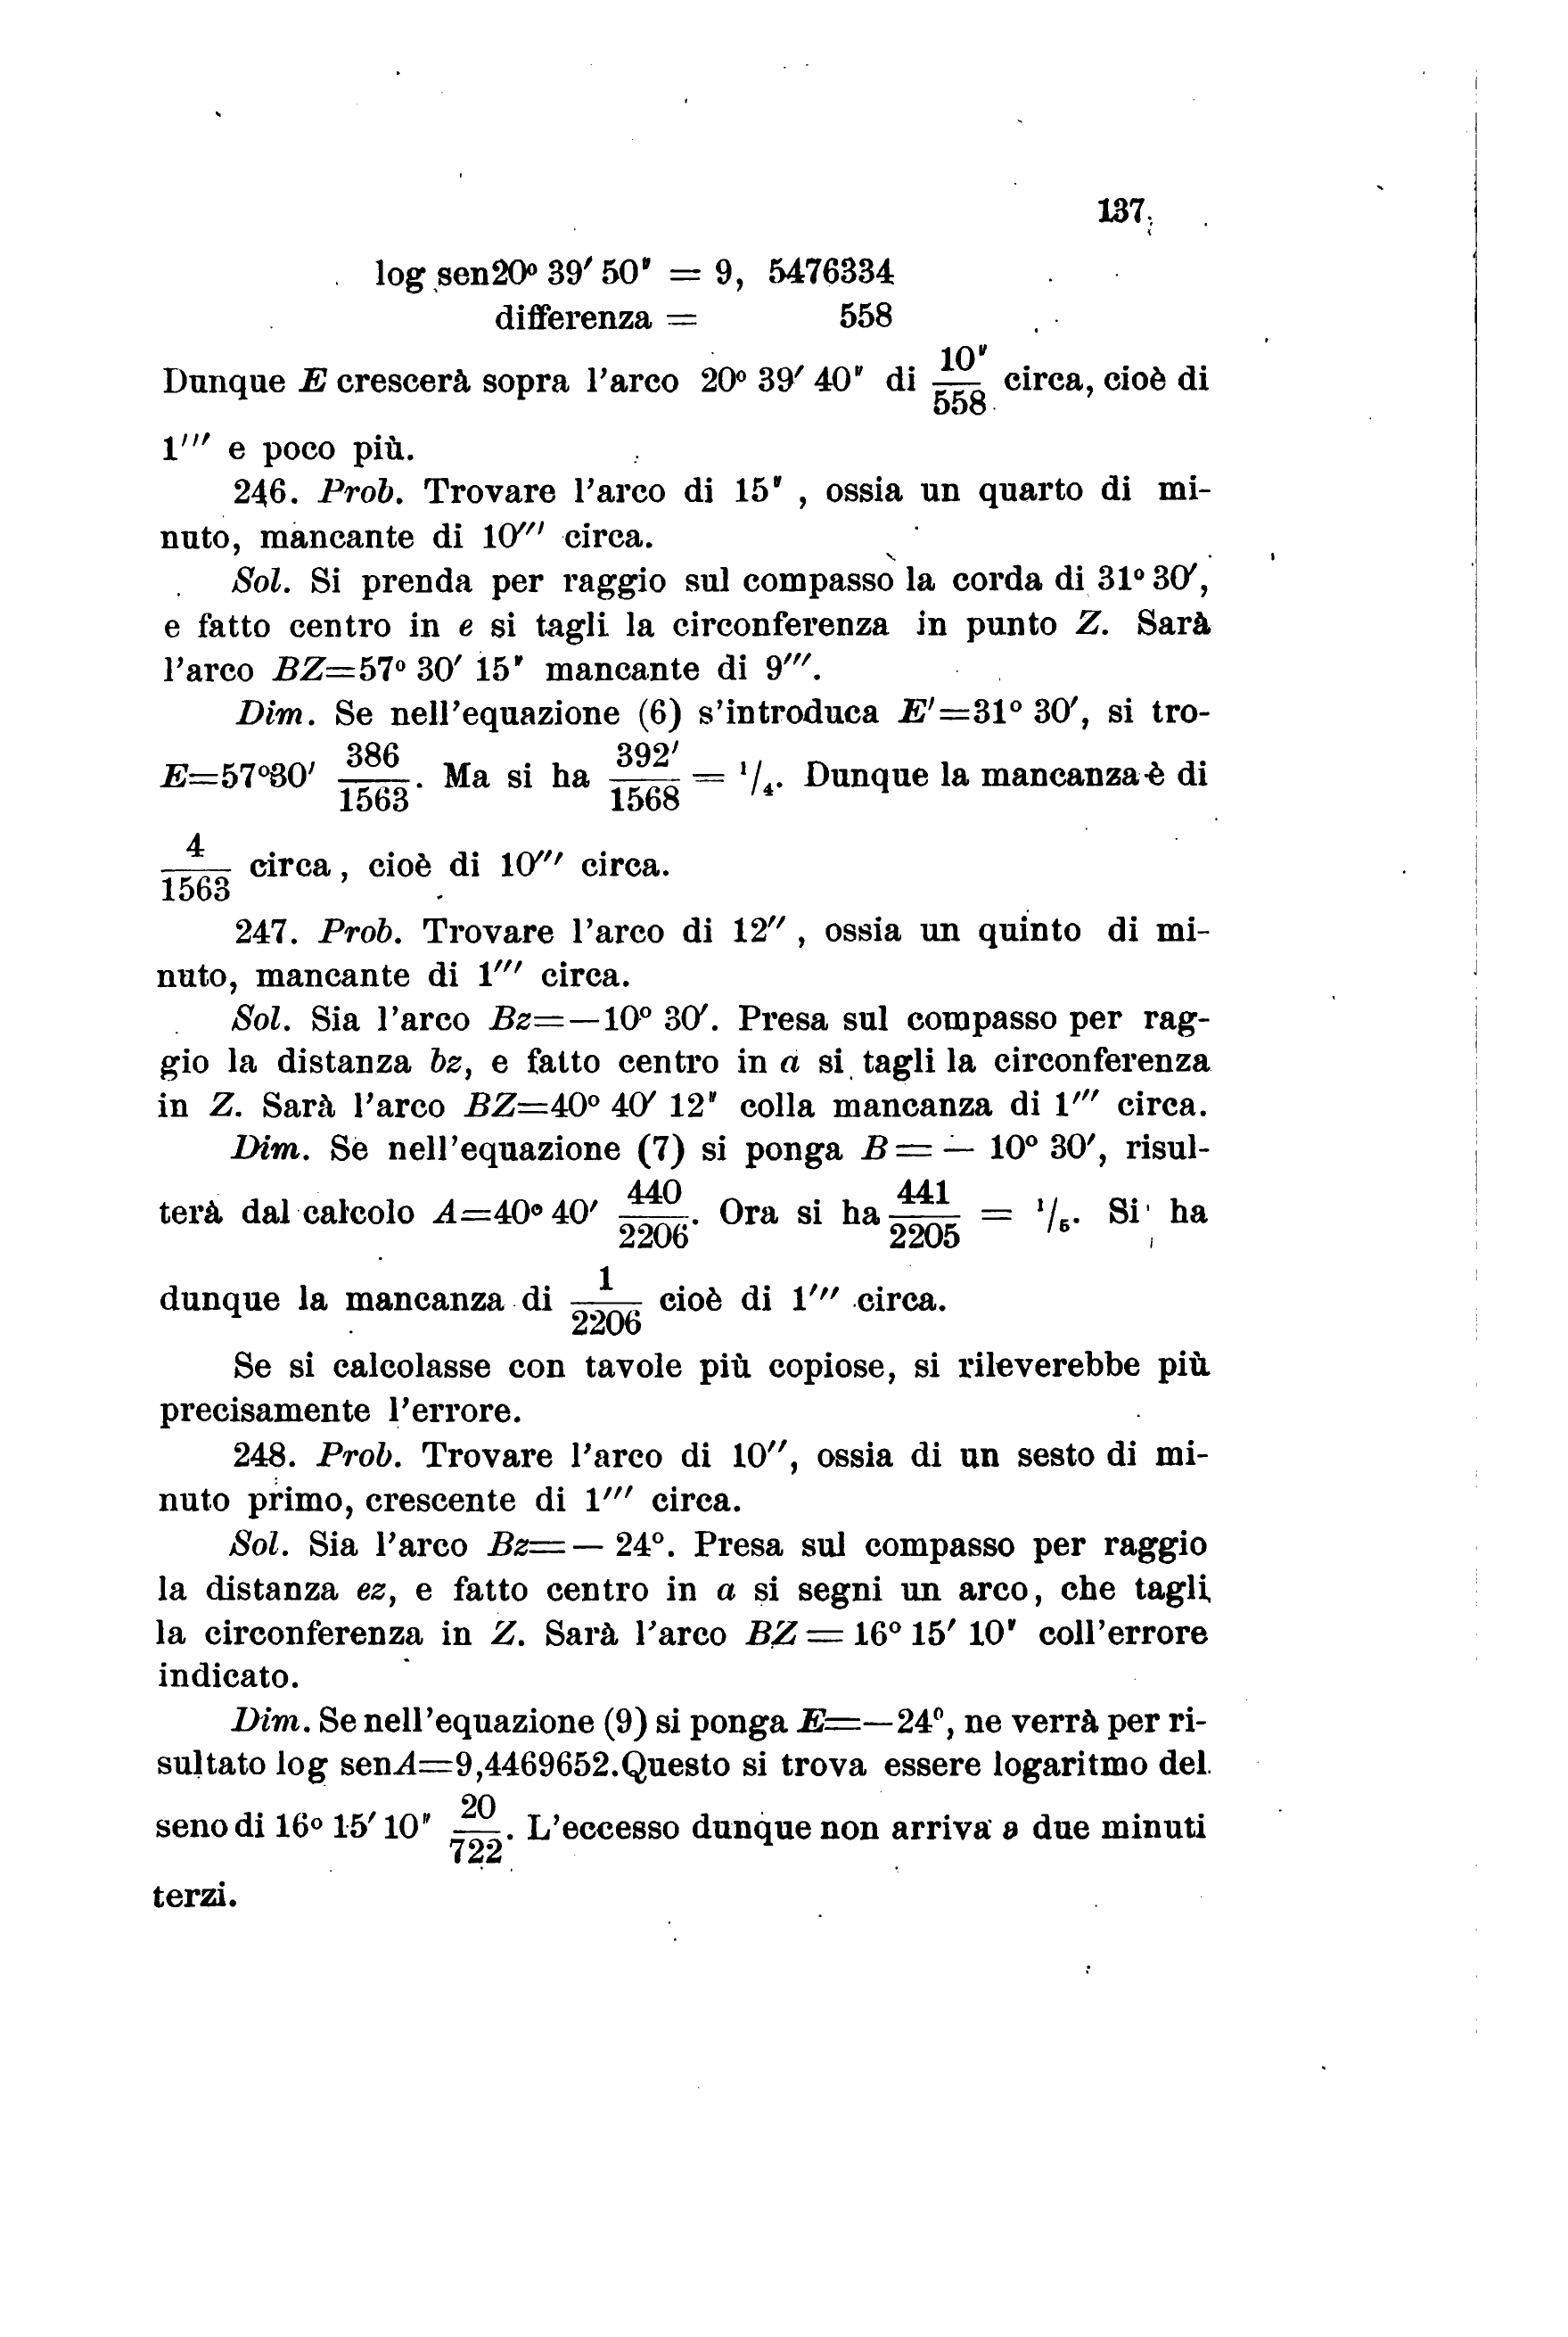 137
log sen20° 39′ 50″ = 9, 5476334
differenza = 558
Dunque E crescerà sopra l'arco 20° 39′ 40″ di 10″/558 circa, cioè di
1′′′ e poco più.
246. Prob. Trovare l'arco di 15″ , ossia un quarto di mi-
nuto, mancante di 10′′′ circa.
Sol. Si prenda per raggio sul compasso la corda di 31° 30′,
e fatto centro in e si tagli la circonferenza in punto Z. Sarà
l'arco BZ=57° 30′ 15″ mancante di 9′′′.
Dim. Se nell'equazione (6) s'introduca E′=31° 30′, si tro-
E=57°30′ 386/1563. Ma si ha 392′/1568 = 1/4. Dunque la mancanza è di
4/1563 circa, cioè di 10′′′ circa.
247. Prob. Trovare l'arco di 12″ , ossia un quinto di mi-
nuto, mancante di 1′′′ circa.
Sol. Sia l'arco Bz=—10° 30′. Presa sul compasso per rag-
gio la distanza bz, e fatto centro in a si tagli la circonferenza
in Z. Sarà l'arco BZ=40° 40′ 12″ colla mancanza di 1′′′ circa.
Dim. Se nell'equazione (7) si ponga B = — 10° 30′, risul-
terà dal calcolo A=40° 40′ 440/2206. Ora si ha 441/2205 = 1/5. Si ha
dunque la mancanza di 1/2206 cioè di 1′′′ circa.
Se si calcolasse con tavole più copiose, si rileverebbe più
precisamente l'errore.
248. Prob. Trovare l'arco di 10″, ossia di un sesto di mi-
nuto primo, crescente di 1′′′ circa.
Sol. Sia l'arco Bz=— 24°. Presa sul compasso per raggio
la distanza ez, e fatto centro in a si segni un arco, che tagli
la circonferenza in Z. Sarà l'arco BZ = 16° 15′ 10″ coll'errore
indicato.
Dim. Se nell'equazione (9) si ponga E=—24°, ne verrà per ri-
sultato log senA=9,4469652. Questo si trova essere logaritmo del
seno di 16° 15′ 10″ 20/722. L'eccesso dunque non arriva a due minuti
terzi.